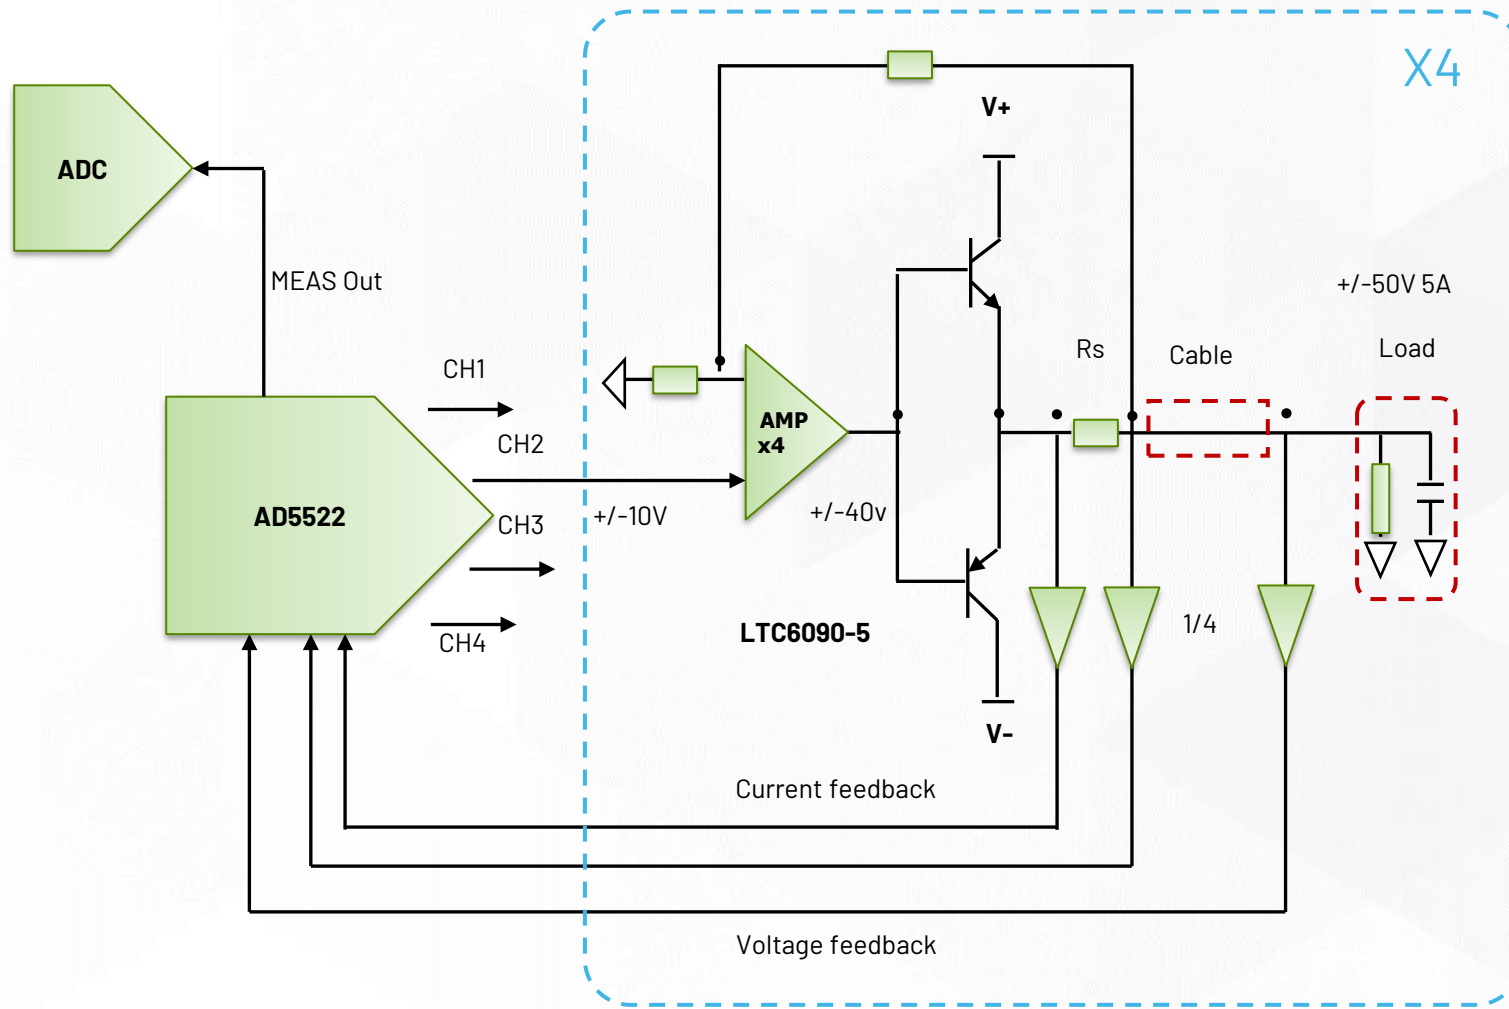 X4
V+
ADC
MEAS Out
+/-50V 5A
Rs
Cable
Load
CH1
AMP
x4
CH2
+/-10V
+/-40v
AD5522
CH3
CH4
LTC6090-5
1/4
V-
Current feedback
Voltage feedback